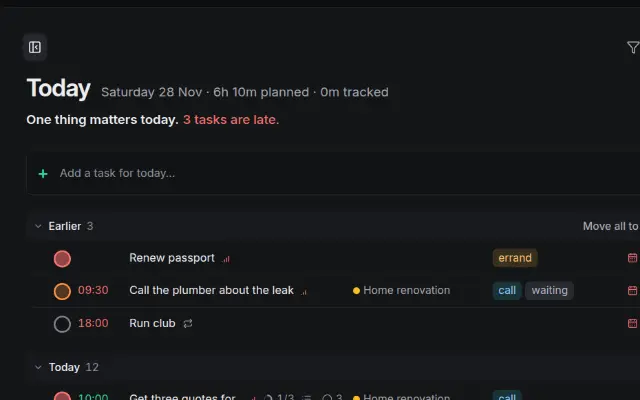 Today Saturday 28 Nov · 6h 10m planned · 0m tracked
One thing matters today. 3 tasks are late.
Add a task for today...
Earlier 3 Move all to
Renew passport errand
09:30 Call the plumber about the leak Home renovation call waiting
18:00 Run club
Today 12
10:00 Get three quotes for 1/3 3 Home renovation call